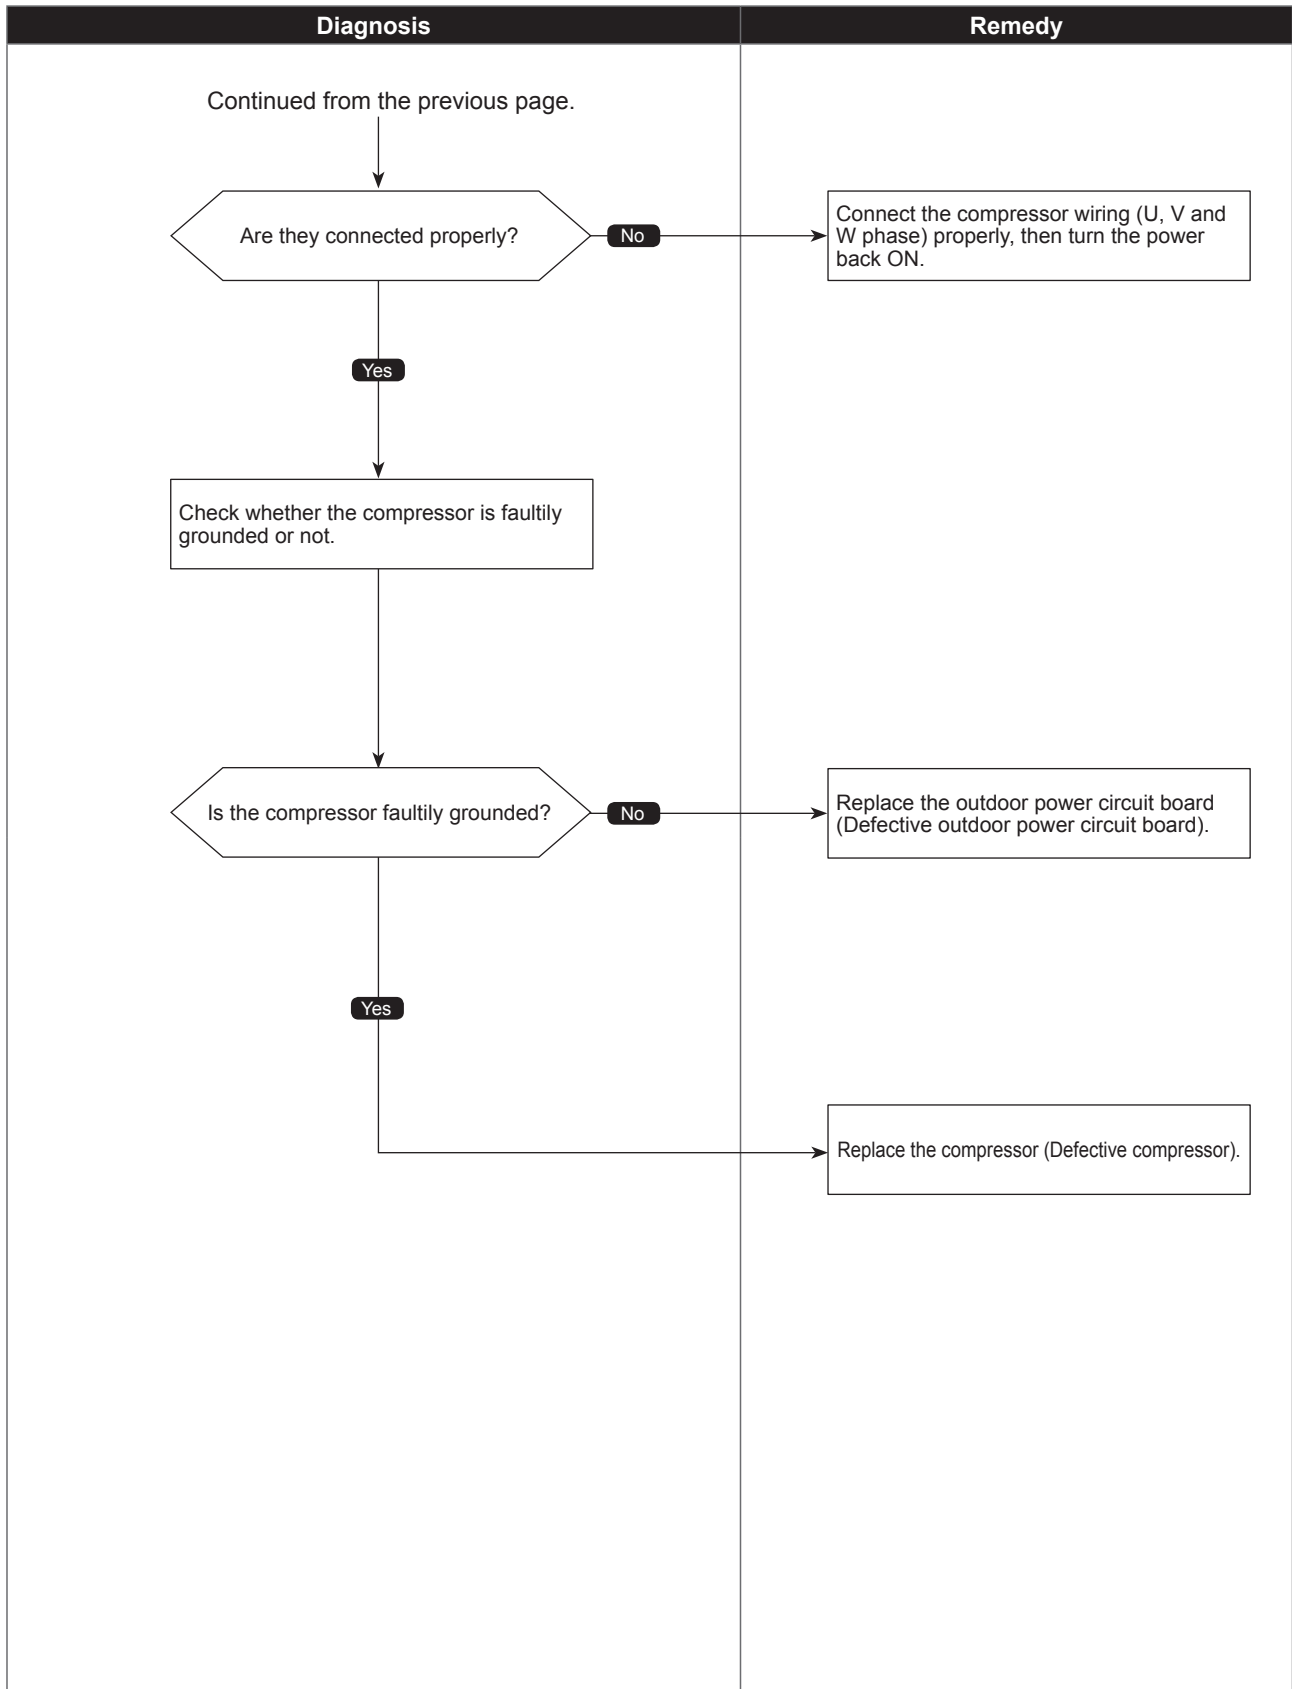 Diagnosis
Remedy
Continued from the previous page.
Are they connected properly?
No
Connect the compressor wiring (U, V and
W phase) properly, then turn the power
back ON.
Yes
Check whether the compressor is faultily
grounded or not.
Is the compressor faultily grounded?
No
Replace the outdoor power circuit board
(Defective outdoor power circuit board).
Yes
Replace the compressor (Defective compressor).